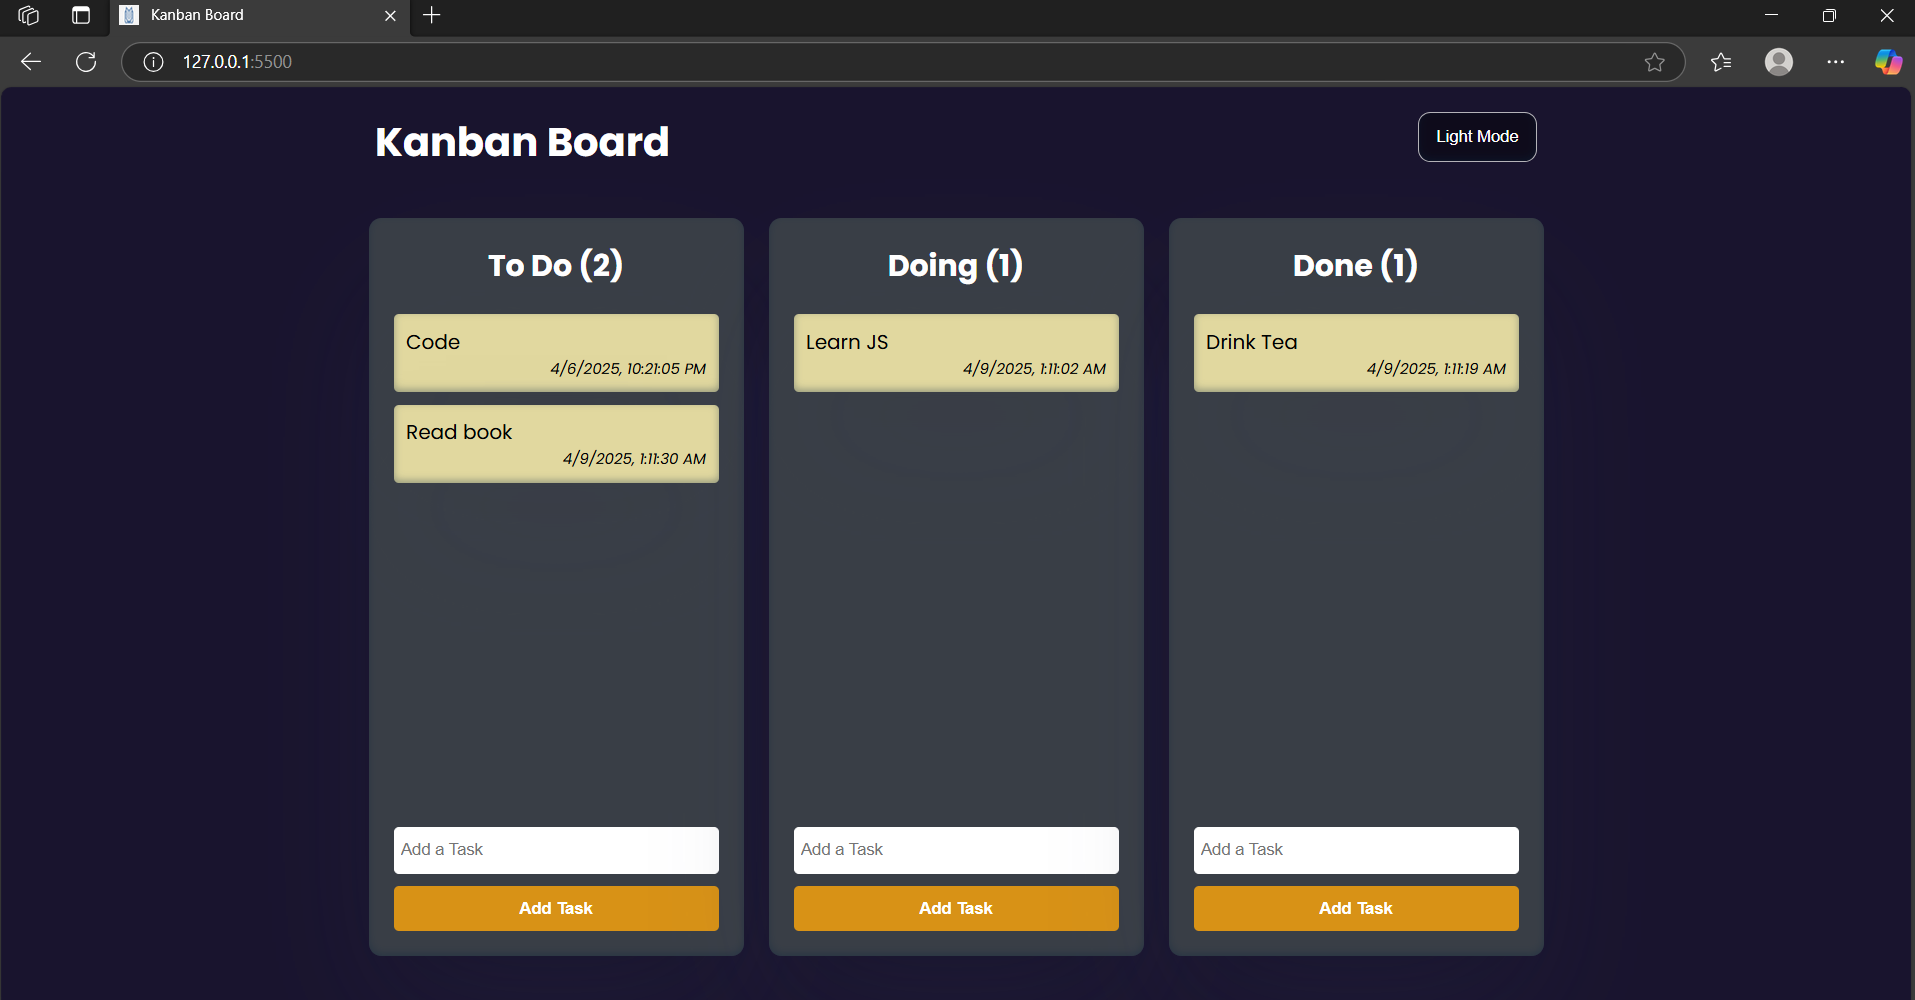 Kanban Board
127.0.0.1:5500
Kanban Board
Light Mode
To Do (2)
Code
4/6/2025, 10:21:05 PM
Read book
4/9/2025, 1:11:30 AM
Add a Task
Add Task
Doing (1)
Learn JS
4/9/2025, 1:11:02 AM
Add a Task
Add Task
Done (1)
Drink Tea
4/9/2025, 1:11:19 AM
Add a Task
Add Task